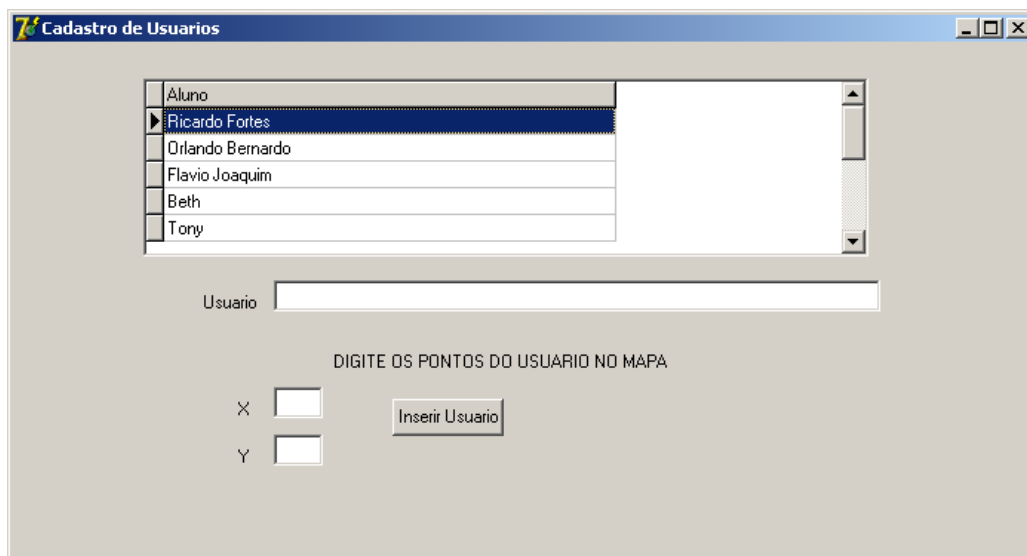 Cadastro de Usuarios
Aluno
Ricardo Fortes
Orlando Bernardo
Flavio Joaquim
Beth
Tony
Usuario
DIGITE OS PONTOS DO USUARIO NO MAPA
X
Inserir Usuario
Y